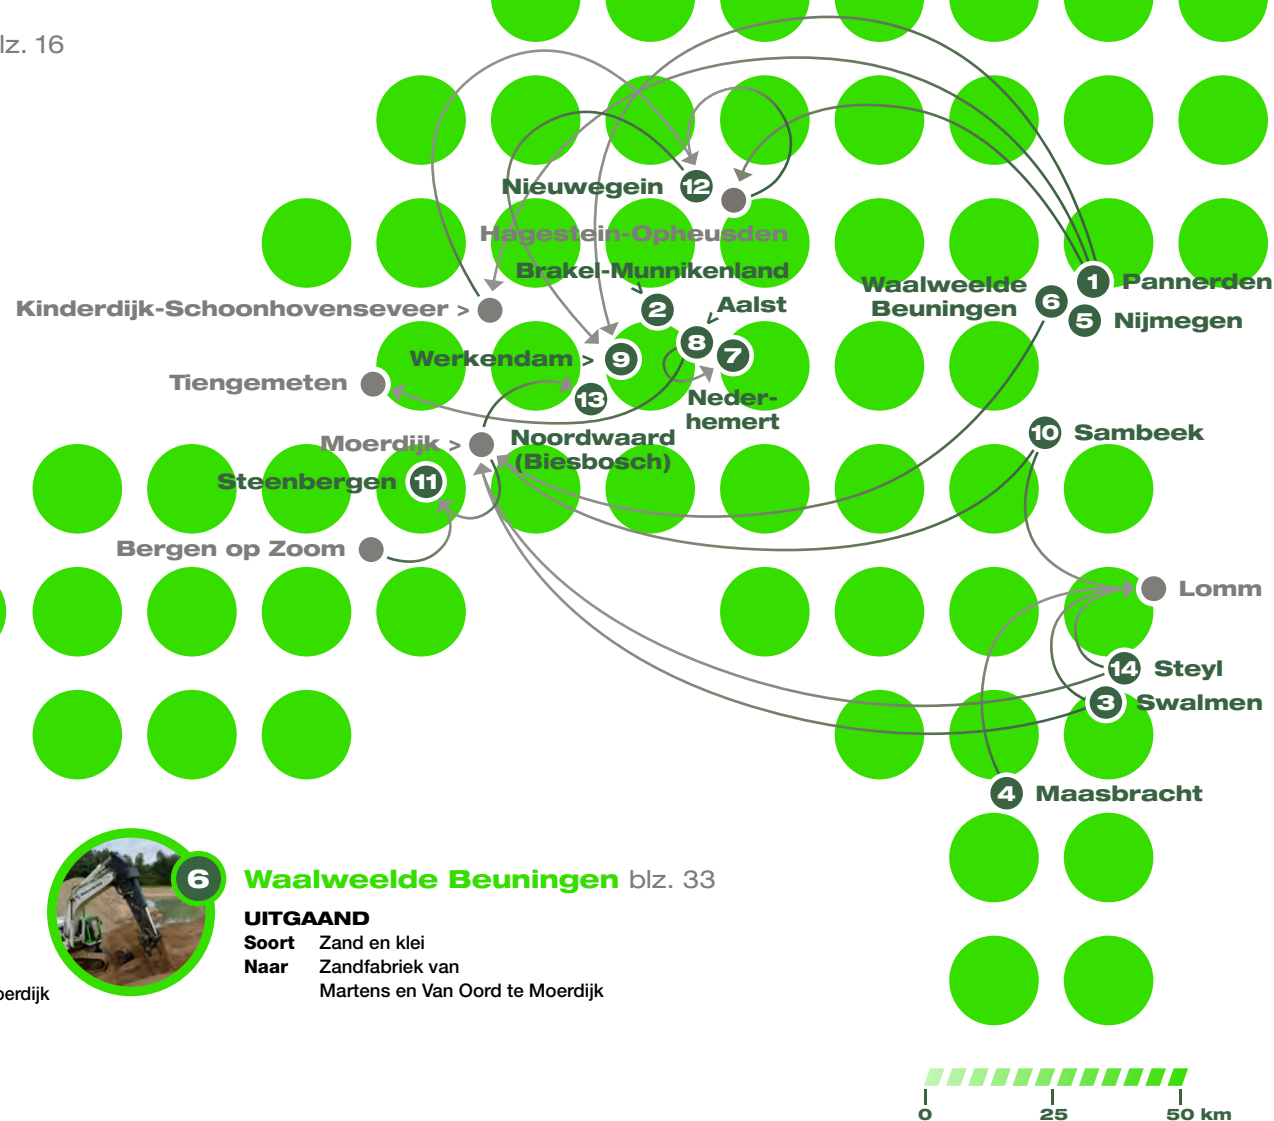 lz. 16
Nieuwegein
12
Hagestein-Opheusden
Brakel-Munnikenland
2
Aalst
8
7
Neder-
hemert
Waalweelde
Beuningen
6
1
Pannerden
5
Nijmegen
Kinderdijk-Schoonhovenseveer >
Werkendam >
9
Tiengemeten
13
Noordwaard
(Biesbosch)
Moerdijk >
10
Sambeek
Steenbergen
11
Bergen op Zoom
Lomm
14
Steyl
3
Swalmen
4
Maasbracht
6
Waalweelde Beuningen blz. 33
UITGAAND
Soort Zand en klei
Naar Zandfabriek van
Martens en Van Oord te Moerdijk
oerdijk
0 25 50 km